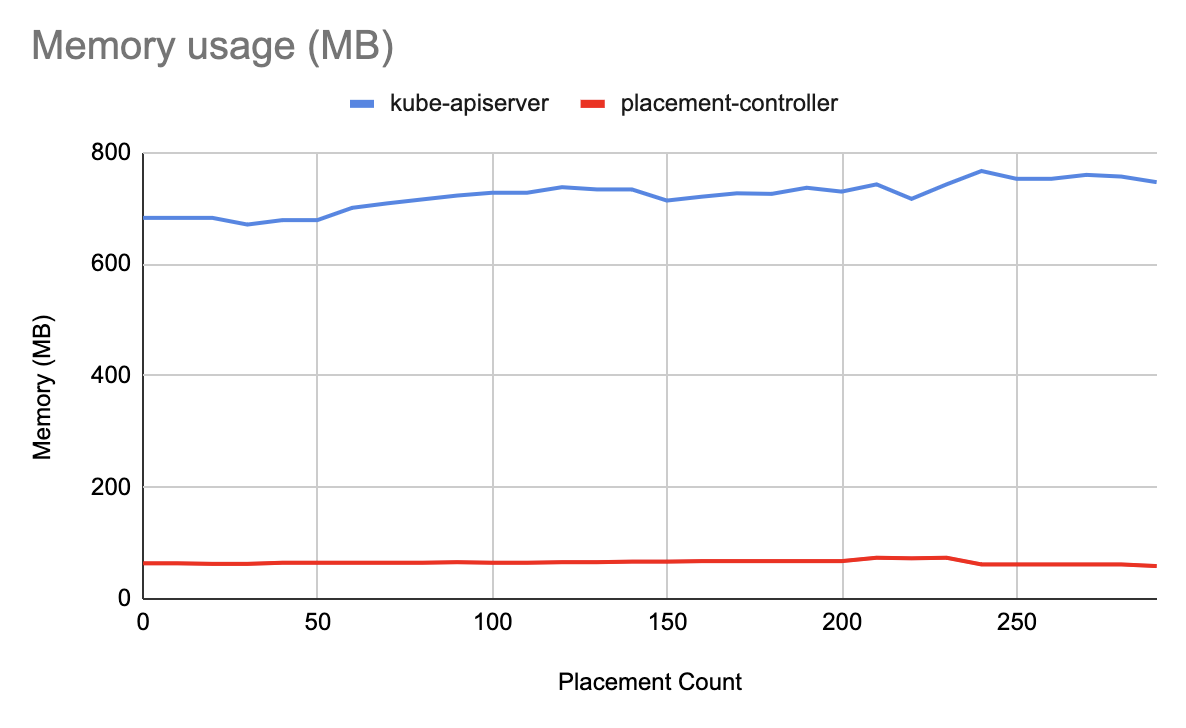 Memory usage (MB)
kube-apiserver placement-controller
800
600
400
200
0
Memory (MB)
0 50 100 150 200 250
Placement Count